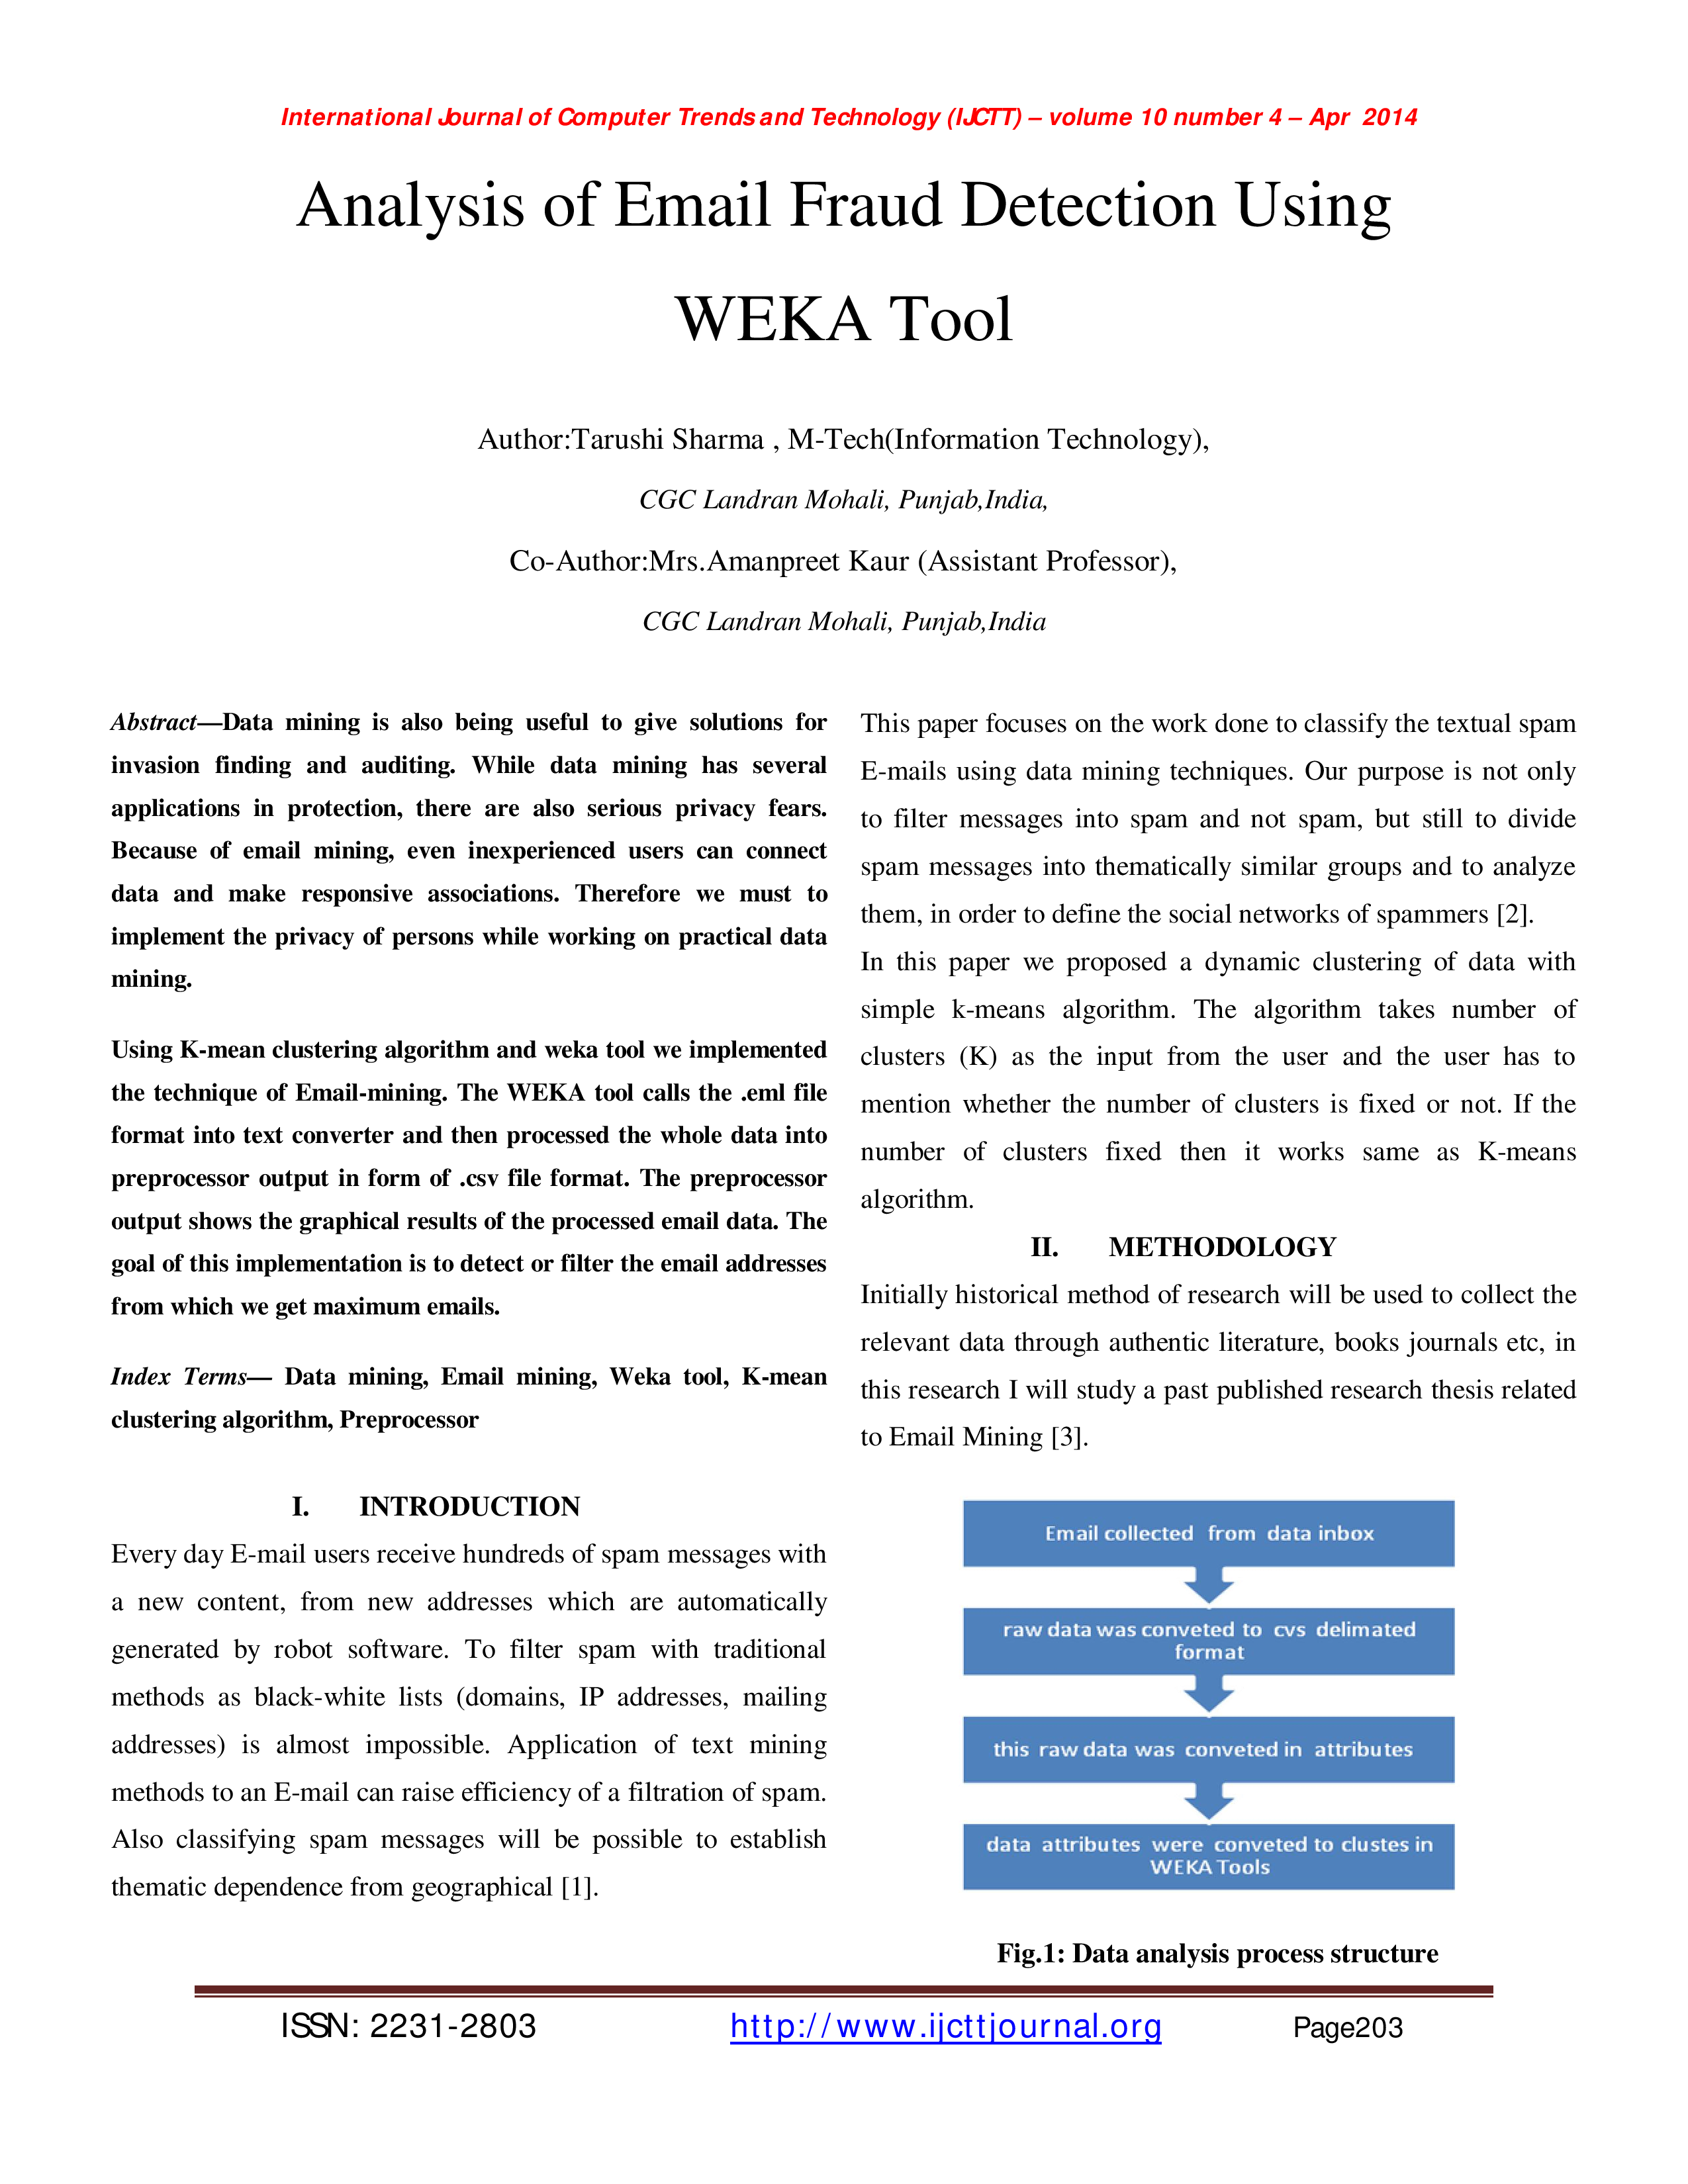 International Journal of Computer Trends and Technology (IJCTT) – volume 10 number 4 – Apr 2014
Analysis of Email Fraud Detection Using
WEKA Tool
Author:Tarushi Sharma , M-Tech(Information Technology),
CGC Landran Mohali, Punjab,India,
Co-Author:Mrs.Amanpreet Kaur (Assistant Professor),
CGC Landran Mohali, Punjab,India
Abstract—Data mining is also being useful to give solutions for
invasion finding and auditing. While data mining has several
applications in protection, there are also serious privacy fears.
Because of email mining, even inexperienced users can connect
data and make responsive associations. Therefore we must to
implement the privacy of persons while working on practical data
mining.
Using K-mean clustering algorithm and weka tool we implemented
the technique of Email-mining. The WEKA tool calls the .eml file
format into text converter and then processed the whole data into
preprocessor output in form of .csv file format. The preprocessor
output shows the graphical results of the processed email data. The
goal of this implementation is to detect or filter the email addresses
from which we get maximum emails.
Index Terms— Data mining, Email mining, Weka tool, K-mean
clustering algorithm, Preprocessor
I. INTRODUCTION
Every day E-mail users receive hundreds of spam messages with
a new content, from new addresses which are automatically
generated by robot software. To filter spam with traditional
methods as black-white lists (domains, IP addresses, mailing
addresses) is almost impossible. Application of text mining
methods to an E-mail can raise efficiency of a filtration of spam.
Also classifying spam messages will be possible to establish
thematic dependence from geographical [1].
This paper focuses on the work done to classify the textual spam
E-mails using data mining techniques. Our purpose is not only
to filter messages into spam and not spam, but still to divide
spam messages into thematically similar groups and to analyze
them, in order to define the social networks of spammers [2].
In this paper we proposed a dynamic clustering of data with
simple k-means algorithm. The algorithm takes number of
clusters (K) as the input from the user and the user has to
mention whether the number of clusters is fixed or not. If the
number of clusters fixed then it works same as K-means
algorithm.
II. METHODOLOGY
Initially historical method of research will be used to collect the
relevant data through authentic literature, books journals etc, in
this research I will study a past published research thesis related
to Email Mining [3].
Email collected from data inbox
raw data was conveted to cvs delimated
format
this raw data was conveted in attributes
data attributes were conveted to clustes in
WEKA Tools
Fig.1: Data analysis process structure
ISSN: 2231-2803 http://www.ijcttjournal.org Page203